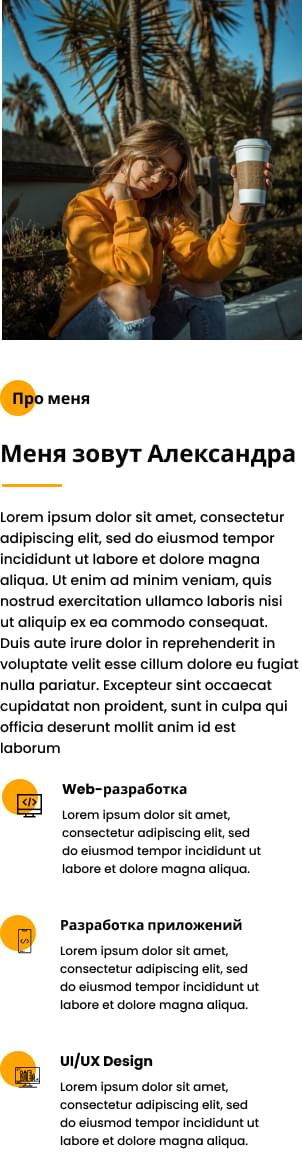 Про меня
Меня зовут Александра
Lorem ipsum dolor sit amet, consectetur
adipiscing elit, sed do eiusmod tempor
incididunt ut labore et dolore magna
aliqua. Ut enim ad minim veniam, quis
nostrud exercitation ullamco laboris nisi
ut aliquip ex ea commodo consequat.
Duis aute irure dolor in reprehenderit in
voluptate velit esse cillum dolore eu fugiat
nulla pariatur. Excepteur sint occaecat
cupidatat non proident, sunt in culpa qui
officia deserunt mollit anim id est
laborum
Web-разработка
Lorem ipsum dolor sit amet,
consectetur adipiscing elit, sed
do eiusmod tempor incididunt ut
labore et dolore magna aliqua.
Разработка приложений
Lorem ipsum dolor sit amet,
consectetur adipiscing elit, sed
do eiusmod tempor incididunt ut
labore et dolore magna aliqua.
UI/UX Design
Lorem ipsum dolor sit amet,
consectetur adipiscing elit, sed
do eiusmod tempor incididunt ut
labore et dolore magna aliqua.